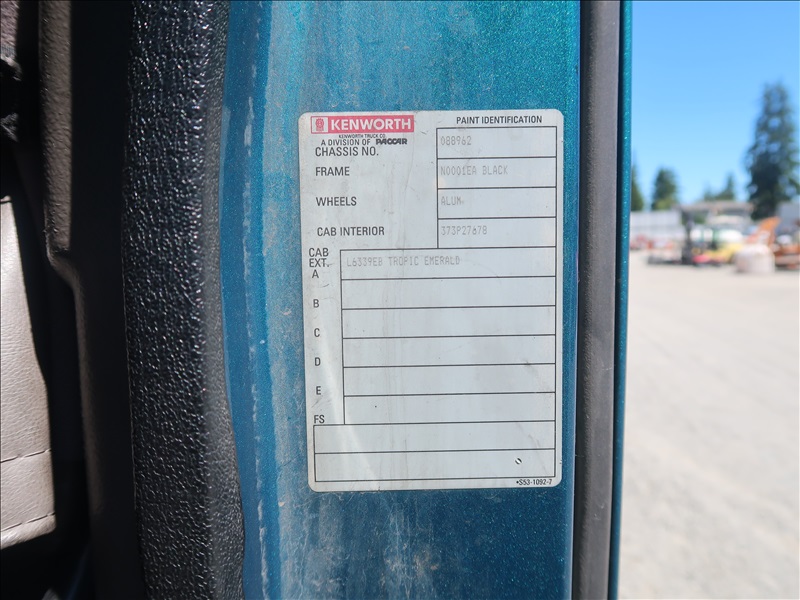 KENWORTH
KENWORTH TRUCK CO.
A DIVISION OF PACCAR
PAINT IDENTIFICATION
CHASSIS NO. 088962
FRAME N0001EA BLACK
WHEELS ALUM.
CAB INTERIOR 373P27678
CAB
EXT.
A L6339EB TROPIC EMERALD
B
C
D
E
FS
•S53-1092-7